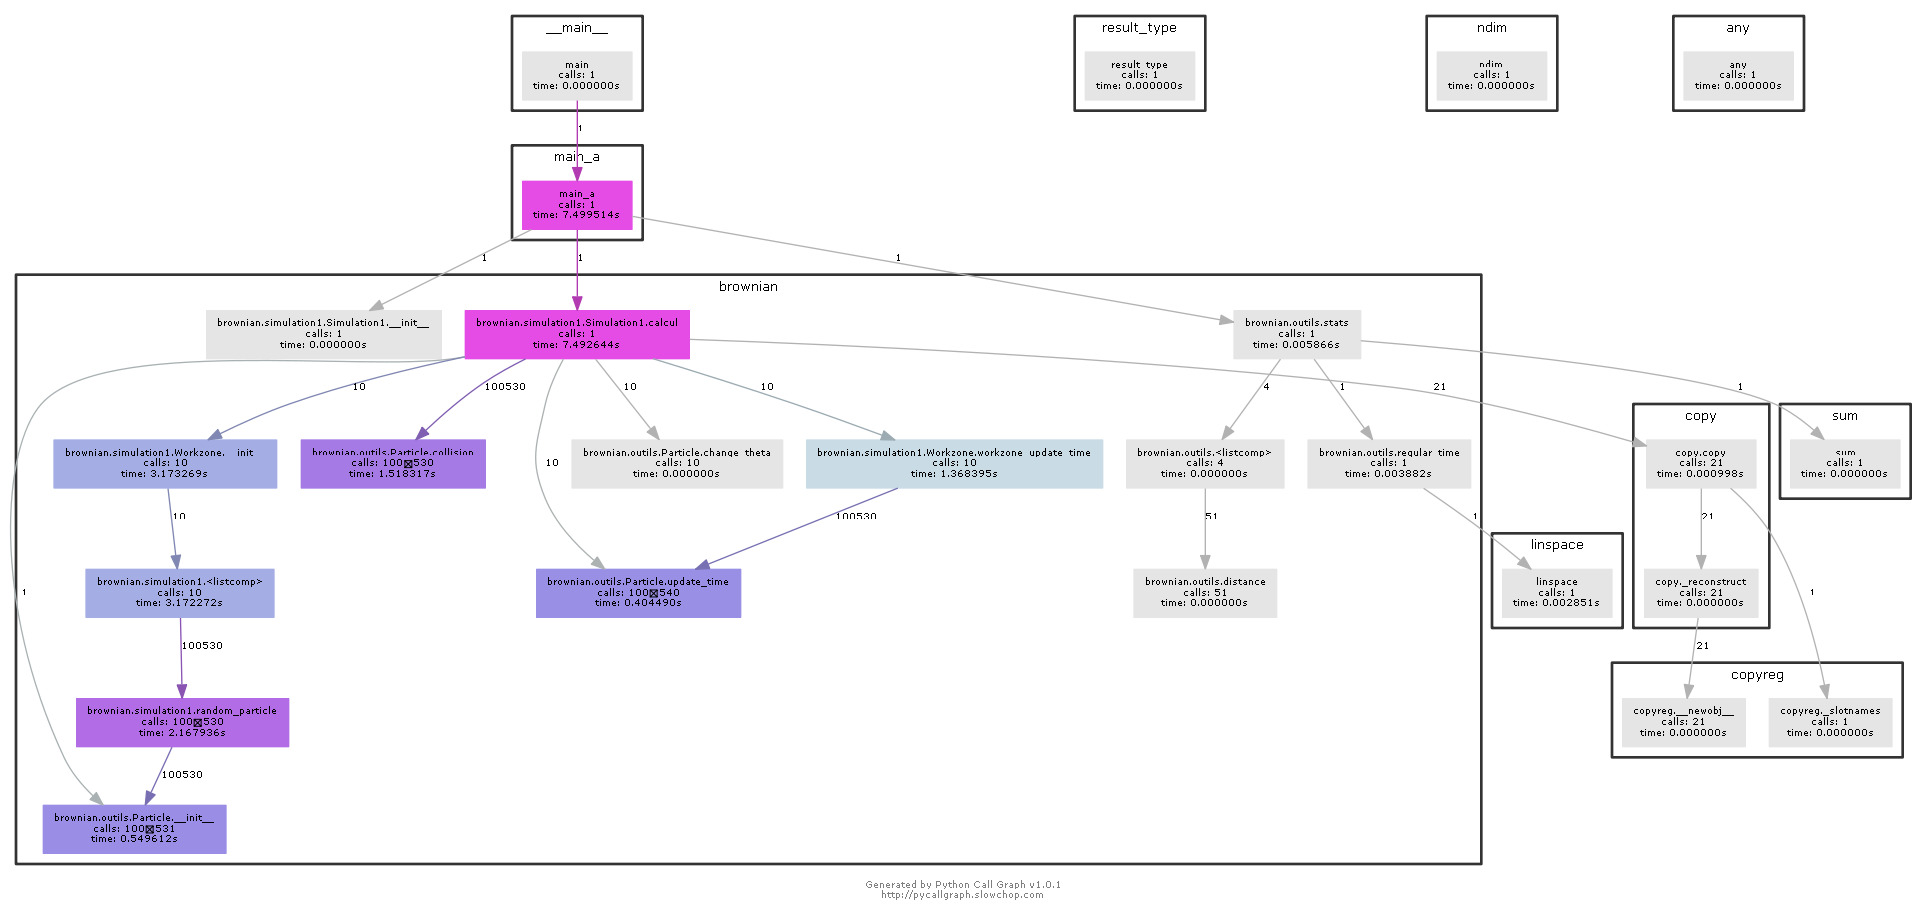 __main__
main
calls: 1
time: 0.000000s
result_type
result_type
calls: 1
time: 0.000000s
ndim
ndim
calls: 1
time: 0.000000s
any
any
calls: 1
time: 0.000000s
1
main_a
main_a
calls: 1
time: 7.499514s
1
1
1
brownian
brownian.simulation1.Simulation1.__init__
calls: 1
time: 0.000000s
brownian.simulation1.Simulation1.calcul
calls: 1
time: 7.492644s
brownian.outils.stats
calls: 1
time: 0.005866s
10
100530
10
10
4
1
21
1
brownian.simulation1.Workzone.__init__
calls: 10
time: 3.173269s
brownian.outils.Particle.collision
calls: 100 530
time: 1.518317s
10
brownian.outils.Particle.change_theta
calls: 10
time: 0.000000s
brownian.simulation1.Workzone.workzone_update_time
calls: 10
time: 1.368395s
brownian.outils.<listcomp>
calls: 4
time: 0.000000s
brownian.outils.regular_time
calls: 1
time: 0.003882s
copy
copy.copy
calls: 21
time: 0.000998s
sum
sum
calls: 1
time: 0.000000s
10
100530
51
1
21
1
brownian.simulation1.<listcomp>
calls: 10
time: 3.172272s
brownian.outils.Particle.update_time
calls: 100 540
time: 0.404490s
brownian.outils.distance
calls: 51
time: 0.000000s
linspace
linspace
calls: 1
time: 0.002851s
copy._reconstruct
calls: 21
time: 0.000000s
1
100530
21
copyreg
brownian.simulation1.random_particle
calls: 100 530
time: 2.167936s
copyreg.__newobj__
calls: 21
time: 0.000000s
copyreg._slotnames
calls: 1
time: 0.000000s
100530
brownian.outils.Particle.__init__
calls: 100 531
time: 0.549612s
Generated by Python Call Graph v1.0.1
http://pycallgraph.slowchop.com